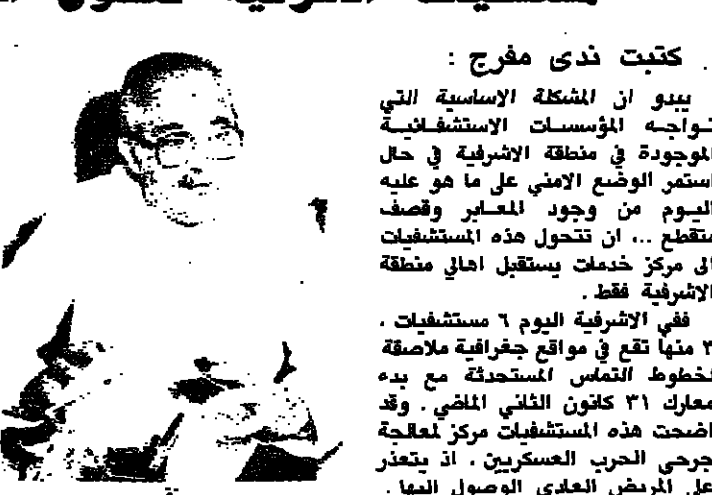 كتبت ندى مفرج :
يبدو ان المشكلة الاساسية التي
تواجه المؤسسات الاستشفائية
الموجودة في منطقة الاشرفية في حال
استمر الوضع الامني على ما هو عليه
اليوم من وجود المعابر وقصف
متقطع ... ان تتحول هذه المستشفيات
الى مركز خدمات يستقبل اهالي منطقة
الاشرفية فقط .
ففي الاشرفية اليوم ٦ مستشفيات .
٣ منها تقع في مواقع جغرافية ملاصقة
لخطوط التماس المستحدثة مع بدء
معارك ٣١ كانون الثاني الماضي . وقد
اضحت هذه المستشفيات مركز لمعالجة
جرحى الحرب العسكريين . اذ يتعذر
على المريض العادي الوصول اليها .